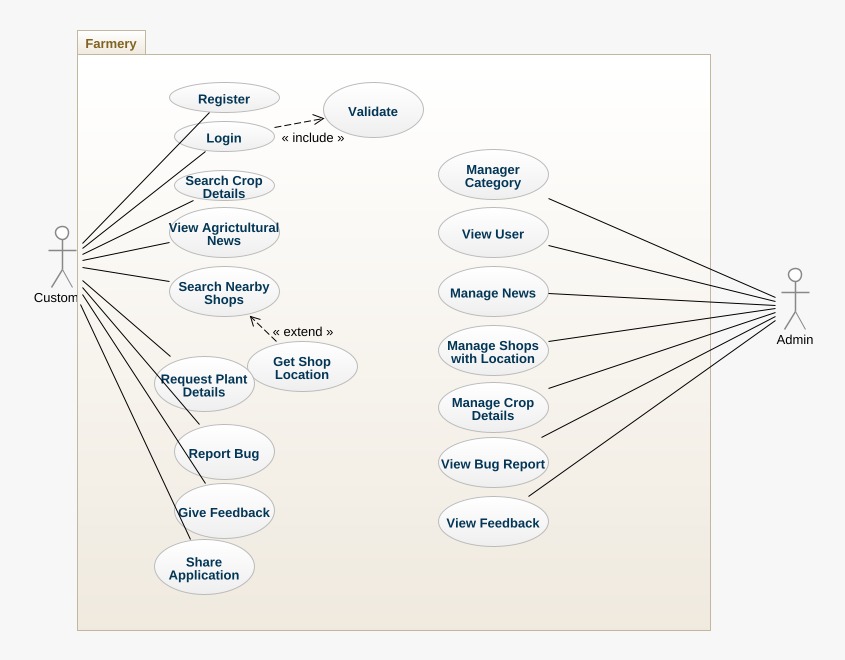 Farmery
Register
Login
« include »
Validate
Search Crop
Details
View Agrictultural
News
Search Nearby
Shops
« extend »
Get Shop
Location
Request Plant
Details
Report Bug
Give Feedback
Share
Application
Custom
Manager
Category
View User
Manage News
Manage Shops
with Location
Manage Crop
Details
View Bug Report
View Feedback
Admin